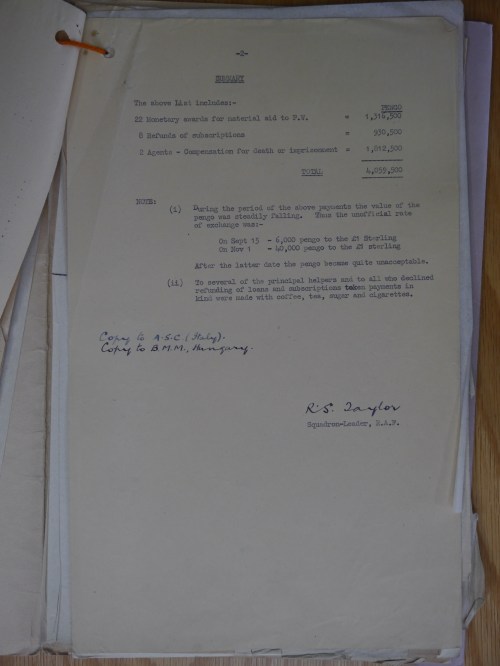 -2-
SUMMARY
The above List includes:-
PENGO
22 Monetary awards for material aid to P.W. = 1,316,500
8 Refunds of subscriptions = 930,500
2 Agents - Compensation for death or imprisonment = 1,812,500
TOTAL 4,059,500
NOTE:
(i) During the period of the above payments the value of the
pengo was steadily falling. Thus the unofficial rate
of exchange was:-
On Sept 15 - 6,000 pengo to the £1 Sterling
On Nov 1 - 40,000 pengo to the £1 sterling
After the latter date the pengo became quite unacceptable.
(ii) To several of the principal helpers and to all who declined
refunding of loans and subscriptions token payments in
kind were made with coffee, tea, sugar and cigarettes.
Copy to A.S.C. (Italy).
Copy to B.M.M., Hungary.
R.S. Taylor
Squadron-Leader, R.A.F.